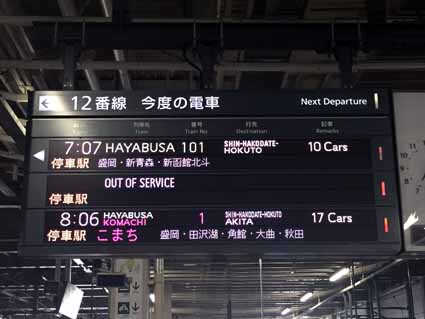 ← 12番線 今度の電車 Next Departure
列車名 番号 行先 記事
Train Train No Destination Remarks
7:07 HAYABUSA 101 SHIN-HAKODATE-HOKUTO 10 Cars
停車駅 盛岡・新青森・新函館北斗
OUT OF SERVICE
停車駅
8:06 HAYABUSA KOMACHI 1 SHIN-HAKODATE-HOKUTO AKITA 17 Cars
停車駅 こまち 盛岡・田沢湖・角館・大曲・秋田